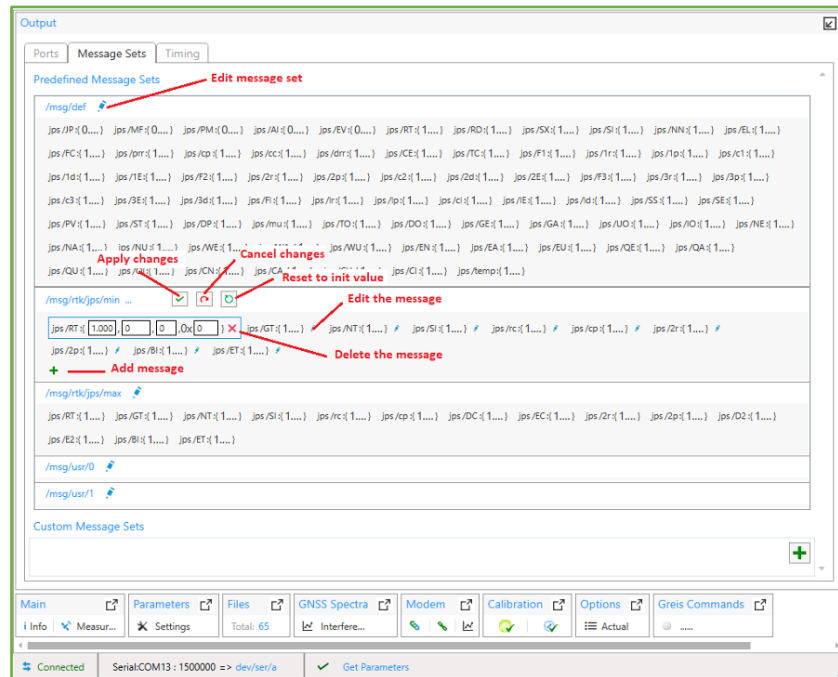 Output
Ports Message Sets Timing
Predefined Message Sets
Edit message set
/msg/def
jps/JP:{0....} jps/MF:{0....} jps/PM:{0....} jps/AI:{0....} jps/EV:{0....} jps/RT:{1....} jps/RD:{1....} jps/SX:{1....} jps/SI:{1....} jps/NN:{1....} jps/EL:{1....}
jps/FC:{1....} jps/prr:{1....} jps/cp:{1....} jps/cc:{1....} jps/drr:{1....} jps/CE:{1....} jps/TC:{1....} jps/F1:{1....} jps/1r:{1....} jps/1p:{1....} jps/c1:{1....}
jps/1d:{1....} jps/1E:{1....} jps/F2:{1....} jps/2r:{1....} jps/2p:{1....} jps/c2:{1....} jps/2d:{1....} jps/2E:{1....} jps/F3:{1....} jps/3r:{1....} jps/3p:{1....}
jps/c3:{1....} jps/3E:{1....} jps/3d:{1....} jps/Fl:{1....} jps/lr:{1....} jps/lp:{1....} jps/cl:{1....} jps/lE:{1....} jps/ld:{1....} jps/SS:{1....} jps/SE:{1....}
jps/PV:{1....} jps/ST:{1....} jps/DP:{1....} jps/mu:{1....} jps/TO:{1....} jps/DO:{1....} jps/GE:{1....} jps/GA:{1....} jps/UO:{1....} jps/IO:{1....} jps/NE:{1....}
jps/NA:{1....} jps/NU:{1.... jps/WE:{1.... jps/WU:{1....} jps/EN:{1....} jps/EA:{1....} jps/EU:{1....} jps/QE:{1....} jps/QA:{1....}
Cancel changes
Apply changes
jps/QU:{1....} jps/CN:{1....} jps/CI:{1....} jps/temp:{1....}
Reset to init value
/msg/rtk/jps/min ...
Edit the message
jps/RT:{ 1.000 , 0 , 0 ,0x 0 } jps/GT:{1....} jps/NT:{1....} jps/SI:{1....} jps/rc:{1....} jps/cp:{1....} jps/2r:{1....}
jps/2p:{1....} jps/BI:{1....} jps/ET:{1....}
Delete the message
Add message
/msg/rtk/jps/max
jps/RT:{1....} jps/GT:{1....} jps/NT:{1....} jps/SI:{1....} jps/rc:{1....} jps/cp:{1....} jps/DC:{1....} jps/EC:{1....} jps/2r:{1....} jps/2p:{1....} jps/D2:{1....}
jps/E2:{1....} jps/BI:{1....} jps/ET:{1....}
/msg/usr/0
/msg/usr/1
Custom Message Sets
Main Parameters Files GNSS Spectra Modem Calibration Options Greis Commands
i Info Measur... Settings Total: 65 Interfere... Actual .....
Connected Serial:COM13 : 1500000 => dev/ser/a Get Parameters